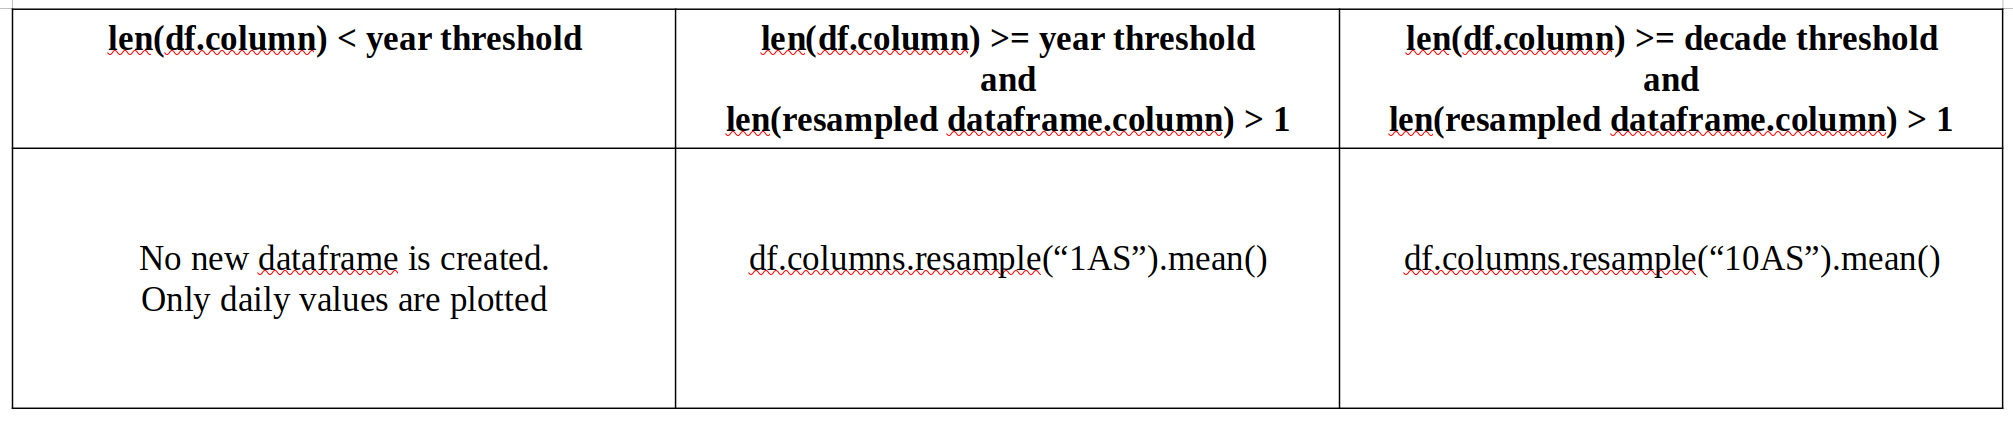 len(df.column) < year threshold
len(df.column) >= year threshold
and
len(resampled dataframe.column) > 1
len(df.column) >= decade threshold
and
len(resampled dataframe.column) > 1
No new dataframe is created.
Only daily values are plotted
df.columns.resample(“1AS”).mean()
df.columns.resample(“10AS”).mean()